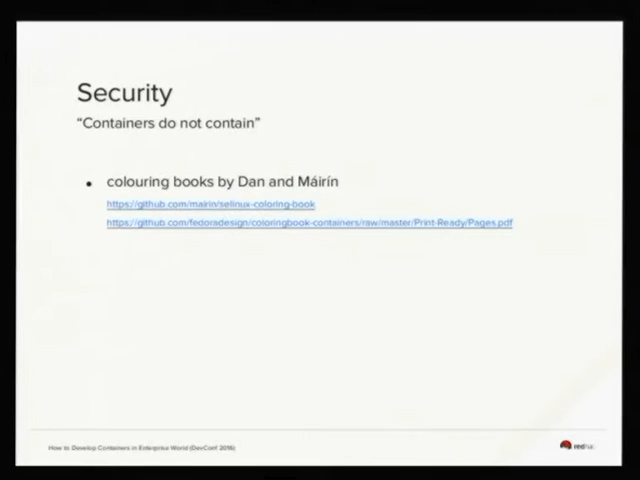 Security
“Containers do not contain”
• colouring books by Dan and Máirín
https://github.com/mairin/selinux-coloring-book
https://github.com/fedoradesign/coloringbook-containers/raw/master/Print-Ready/Pages.pdf
How to Develop Containers in Enterprise World (DevConf 2016)
redhat.